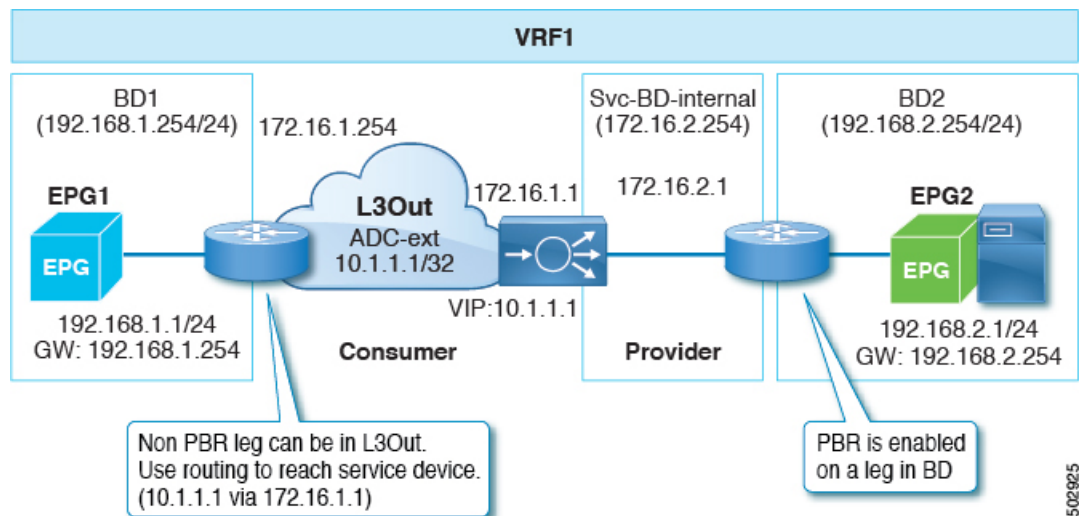 VRF1
BD1
(192.168.1.254/24)
172.16.1.254
Svc-BD-internal
(172.16.2.254)
BD2
(192.168.2.254/24)
EPG1
EPG
L3Out
ADC-ext
10.1.1.1/32
172.16.1.1
172.16.2.1
EPG2
EPG
192.168.1.1/24
GW: 192.168.1.254
Consumer
VIP:10.1.1.1
Provider
192.168.2.1/24
GW: 192.168.2.254
Non PBR leg can be in L3Out.
Use routing to reach service device.
(10.1.1.1 via 172.16.1.1)
PBR is enabled
on a leg in BD
502925